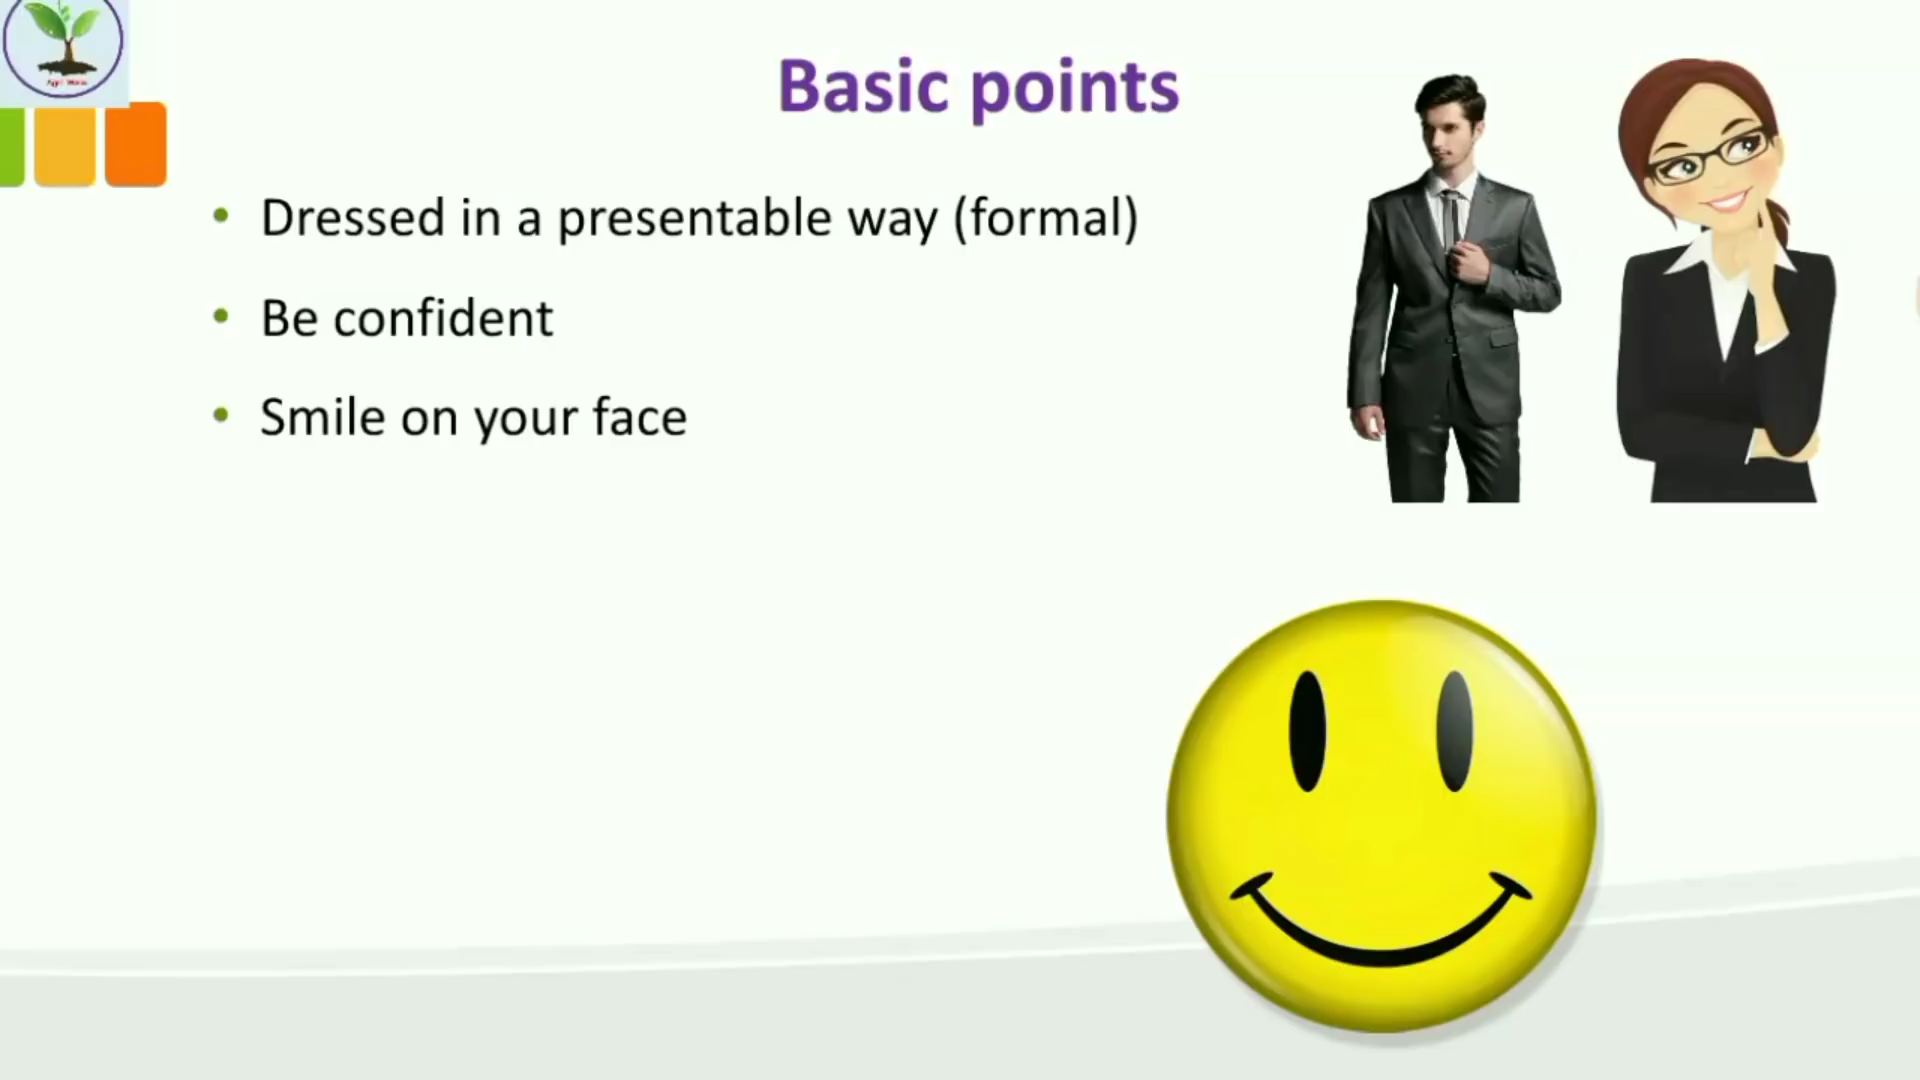 Basic points
• Dressed in a presentable way (formal)
• Be confident
• Smile on your face